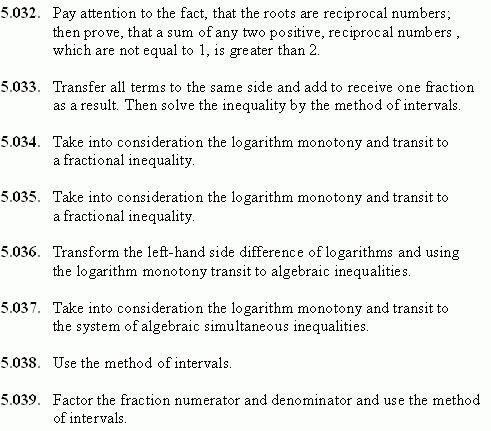 5.032. Pay attention to the fact, that the roots are reciprocal numbers;
then prove, that a sum of any two positive, reciprocal numbers ,
which are not equal to 1, is greater than 2.
5.033. Transfer all terms to the same side and add to receive one fraction
as a result. Then solve the inequality by the method of intervals.
5.034. Take into consideration the logarithm monotony and transit to
a fractional inequality.
5.035. Take into consideration the logarithm monotony and transit to
a fractional inequality.
5.036. Transform the left-hand side difference of logarithms and using
the logarithm monotony transit to algebraic inequalities.
5.037. Take into consideration the logarithm monotony and transit to
the system of algebraic simultaneous inequalities.
5.038. Use the method of intervals.
5.039. Factor the fraction numerator and denominator and use the method
of intervals.